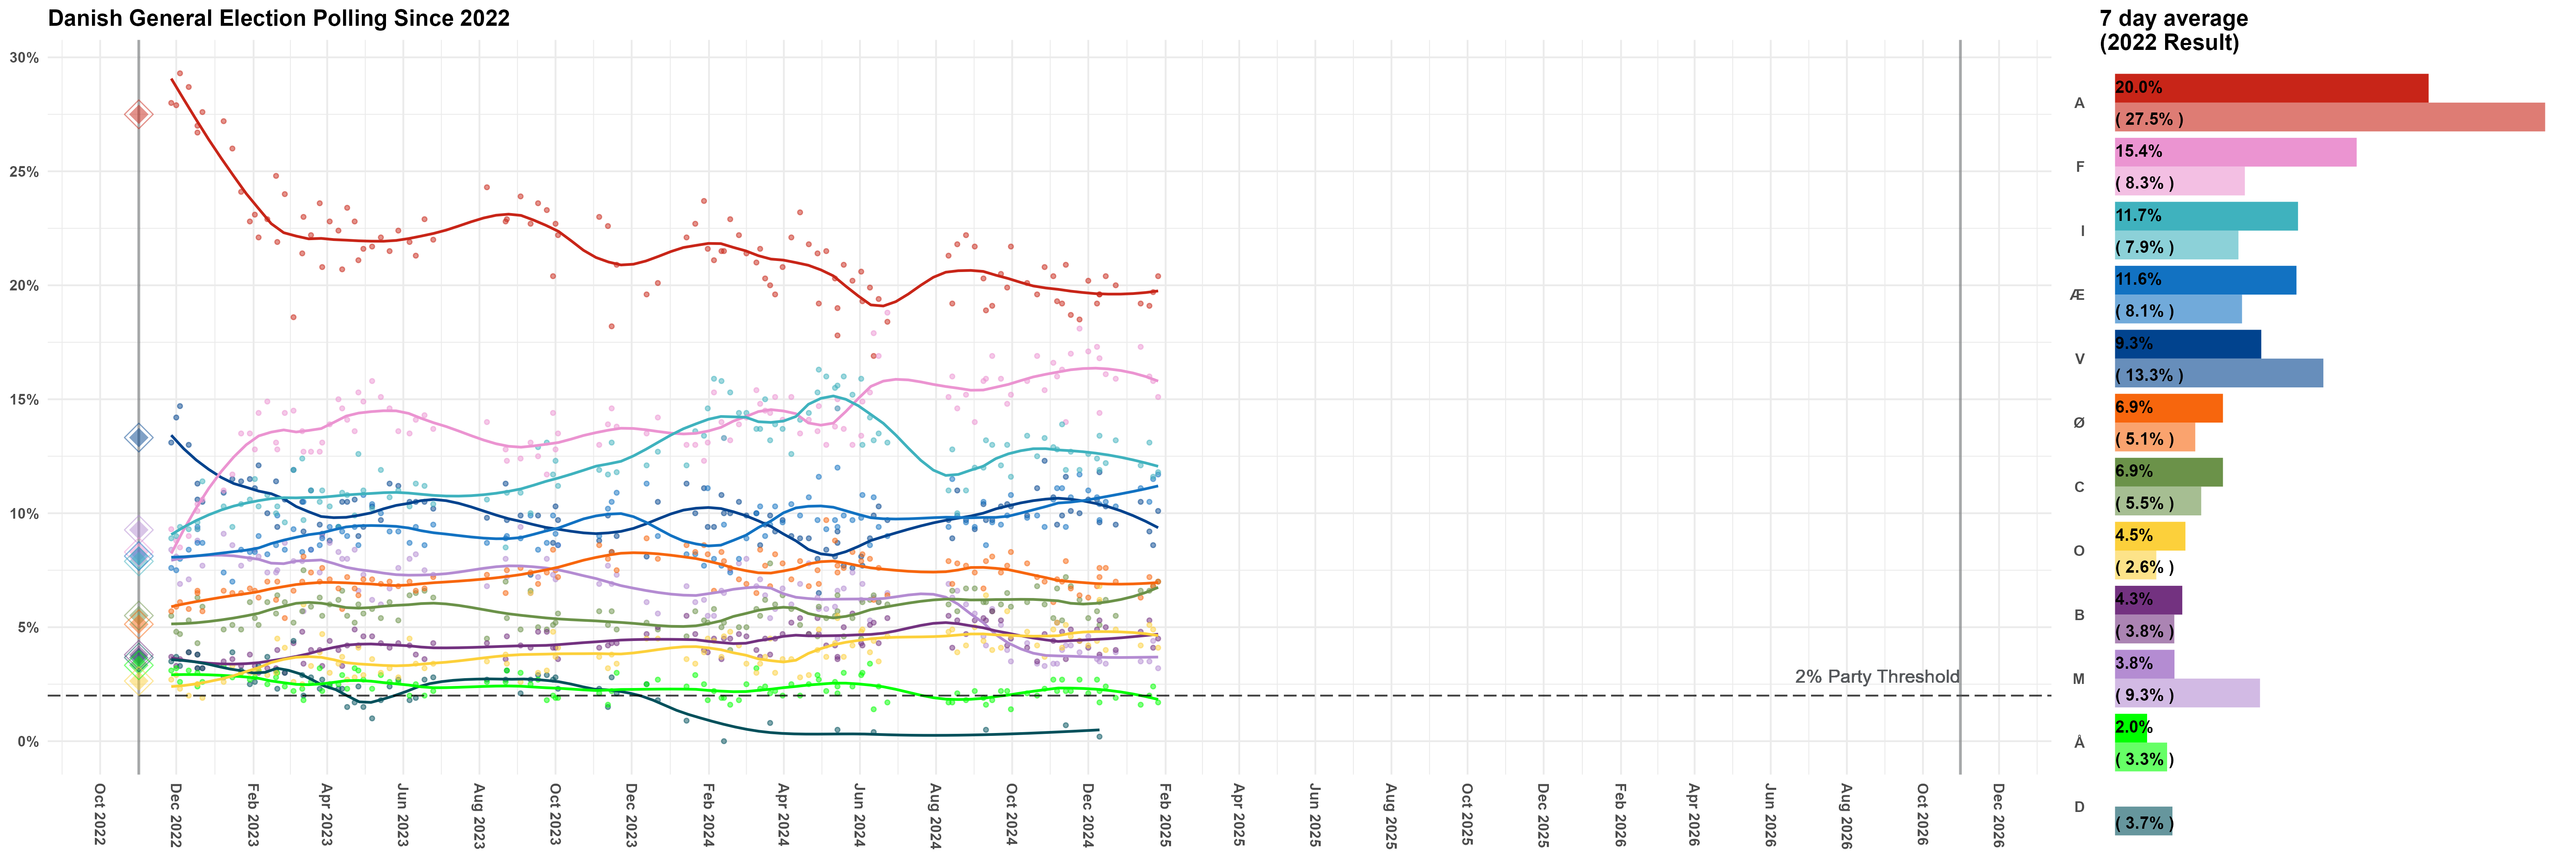 Danish General Election Polling Since 2022
7 day average
(2022 Result)
30%
25%
20%
15%
10%
5%
0%
2% Party Threshold
Oct 2022
Dec 2022
Feb 2023
Apr 2023
Jun 2023
Aug 2023
Oct 2023
Dec 2023
Feb 2024
Apr 2024
Jun 2024
Aug 2024
Oct 2024
Dec 2024
Feb 2025
Apr 2025
Jun 2025
Aug 2025
Oct 2025
Dec 2025
Feb 2026
Apr 2026
Jun 2026
Aug 2026
Oct 2026
Dec 2026
A
20.0%
( 27.5% )
F
15.4%
( 8.3% )
I
11.7%
( 7.9% )
Æ
11.6%
( 8.1% )
V
9.3%
( 13.3% )
Ø
6.9%
( 5.1% )
C
6.9%
( 5.5% )
O
4.5%
( 2.6% )
B
4.3%
( 3.8% )
M
3.8%
( 9.3% )
Å
2.0%
( 3.3% )
D
( 3.7% )